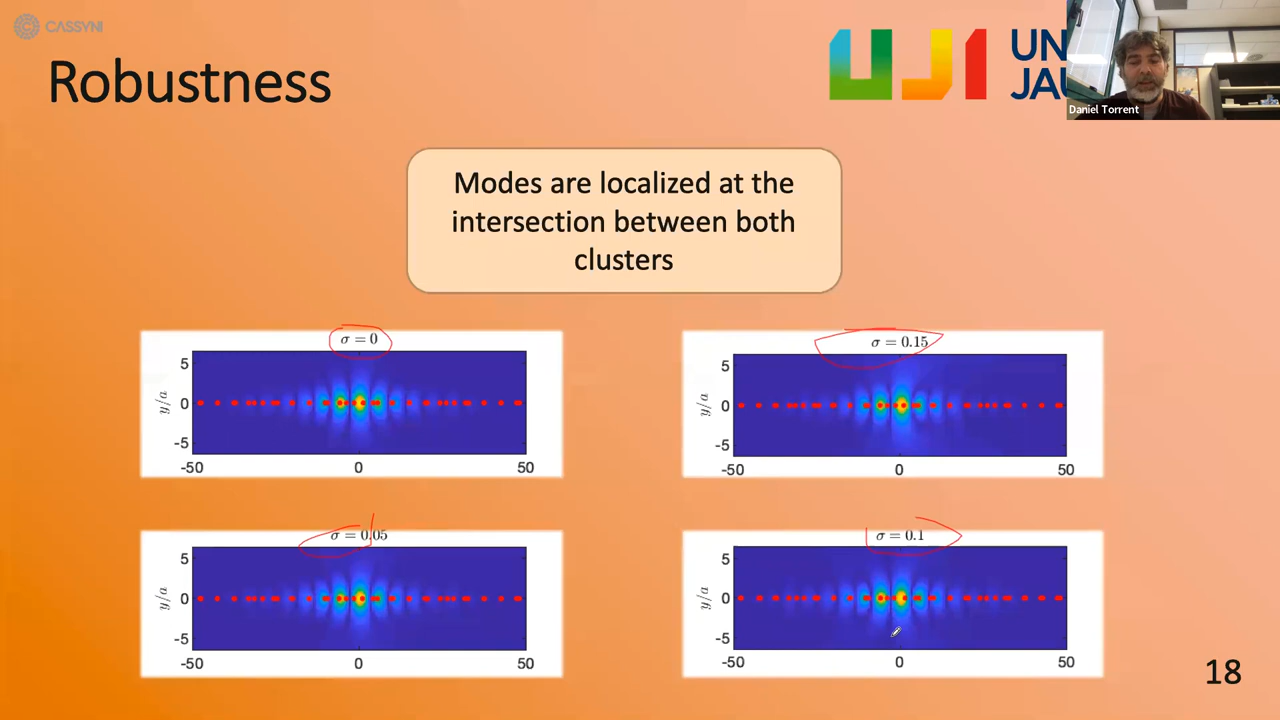 CASSYNI
Robustness
UJI
UN
JAU
Daniel Torrent
Modes are localized at the
intersection between both
clusters
σ = 0
5
0
-5
y/a
-50
0
50
σ = 0.15
5
0
-5
y/a
-50
0
50
σ = 0.05
5
0
-5
y/a
-50
0
50
σ = 0.1
5
0
-5
y/a
-50
0
50
18